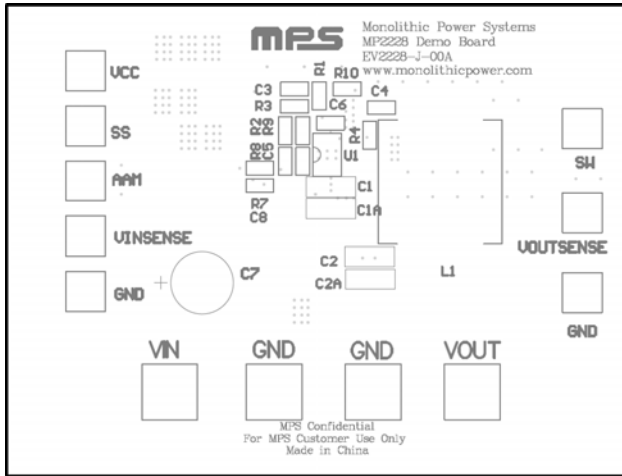 mPS
Monolithic Power Systems
MP2228 Demo Board
EV2228-J-00A
www.monolithicpower.com
VCC
SS
AAM
VINSENSE
GND
C3
R3
R1
R10
C4
C6
R2
R9
R4
R8
C5
U1
R7
C8
C1
C1A
C2
C2A
C7
L1
SW
VOUTSENSE
GND
VIN
GND
GND
VOUT
MPS Confidential
For MPS Customer Use Only
Made in China